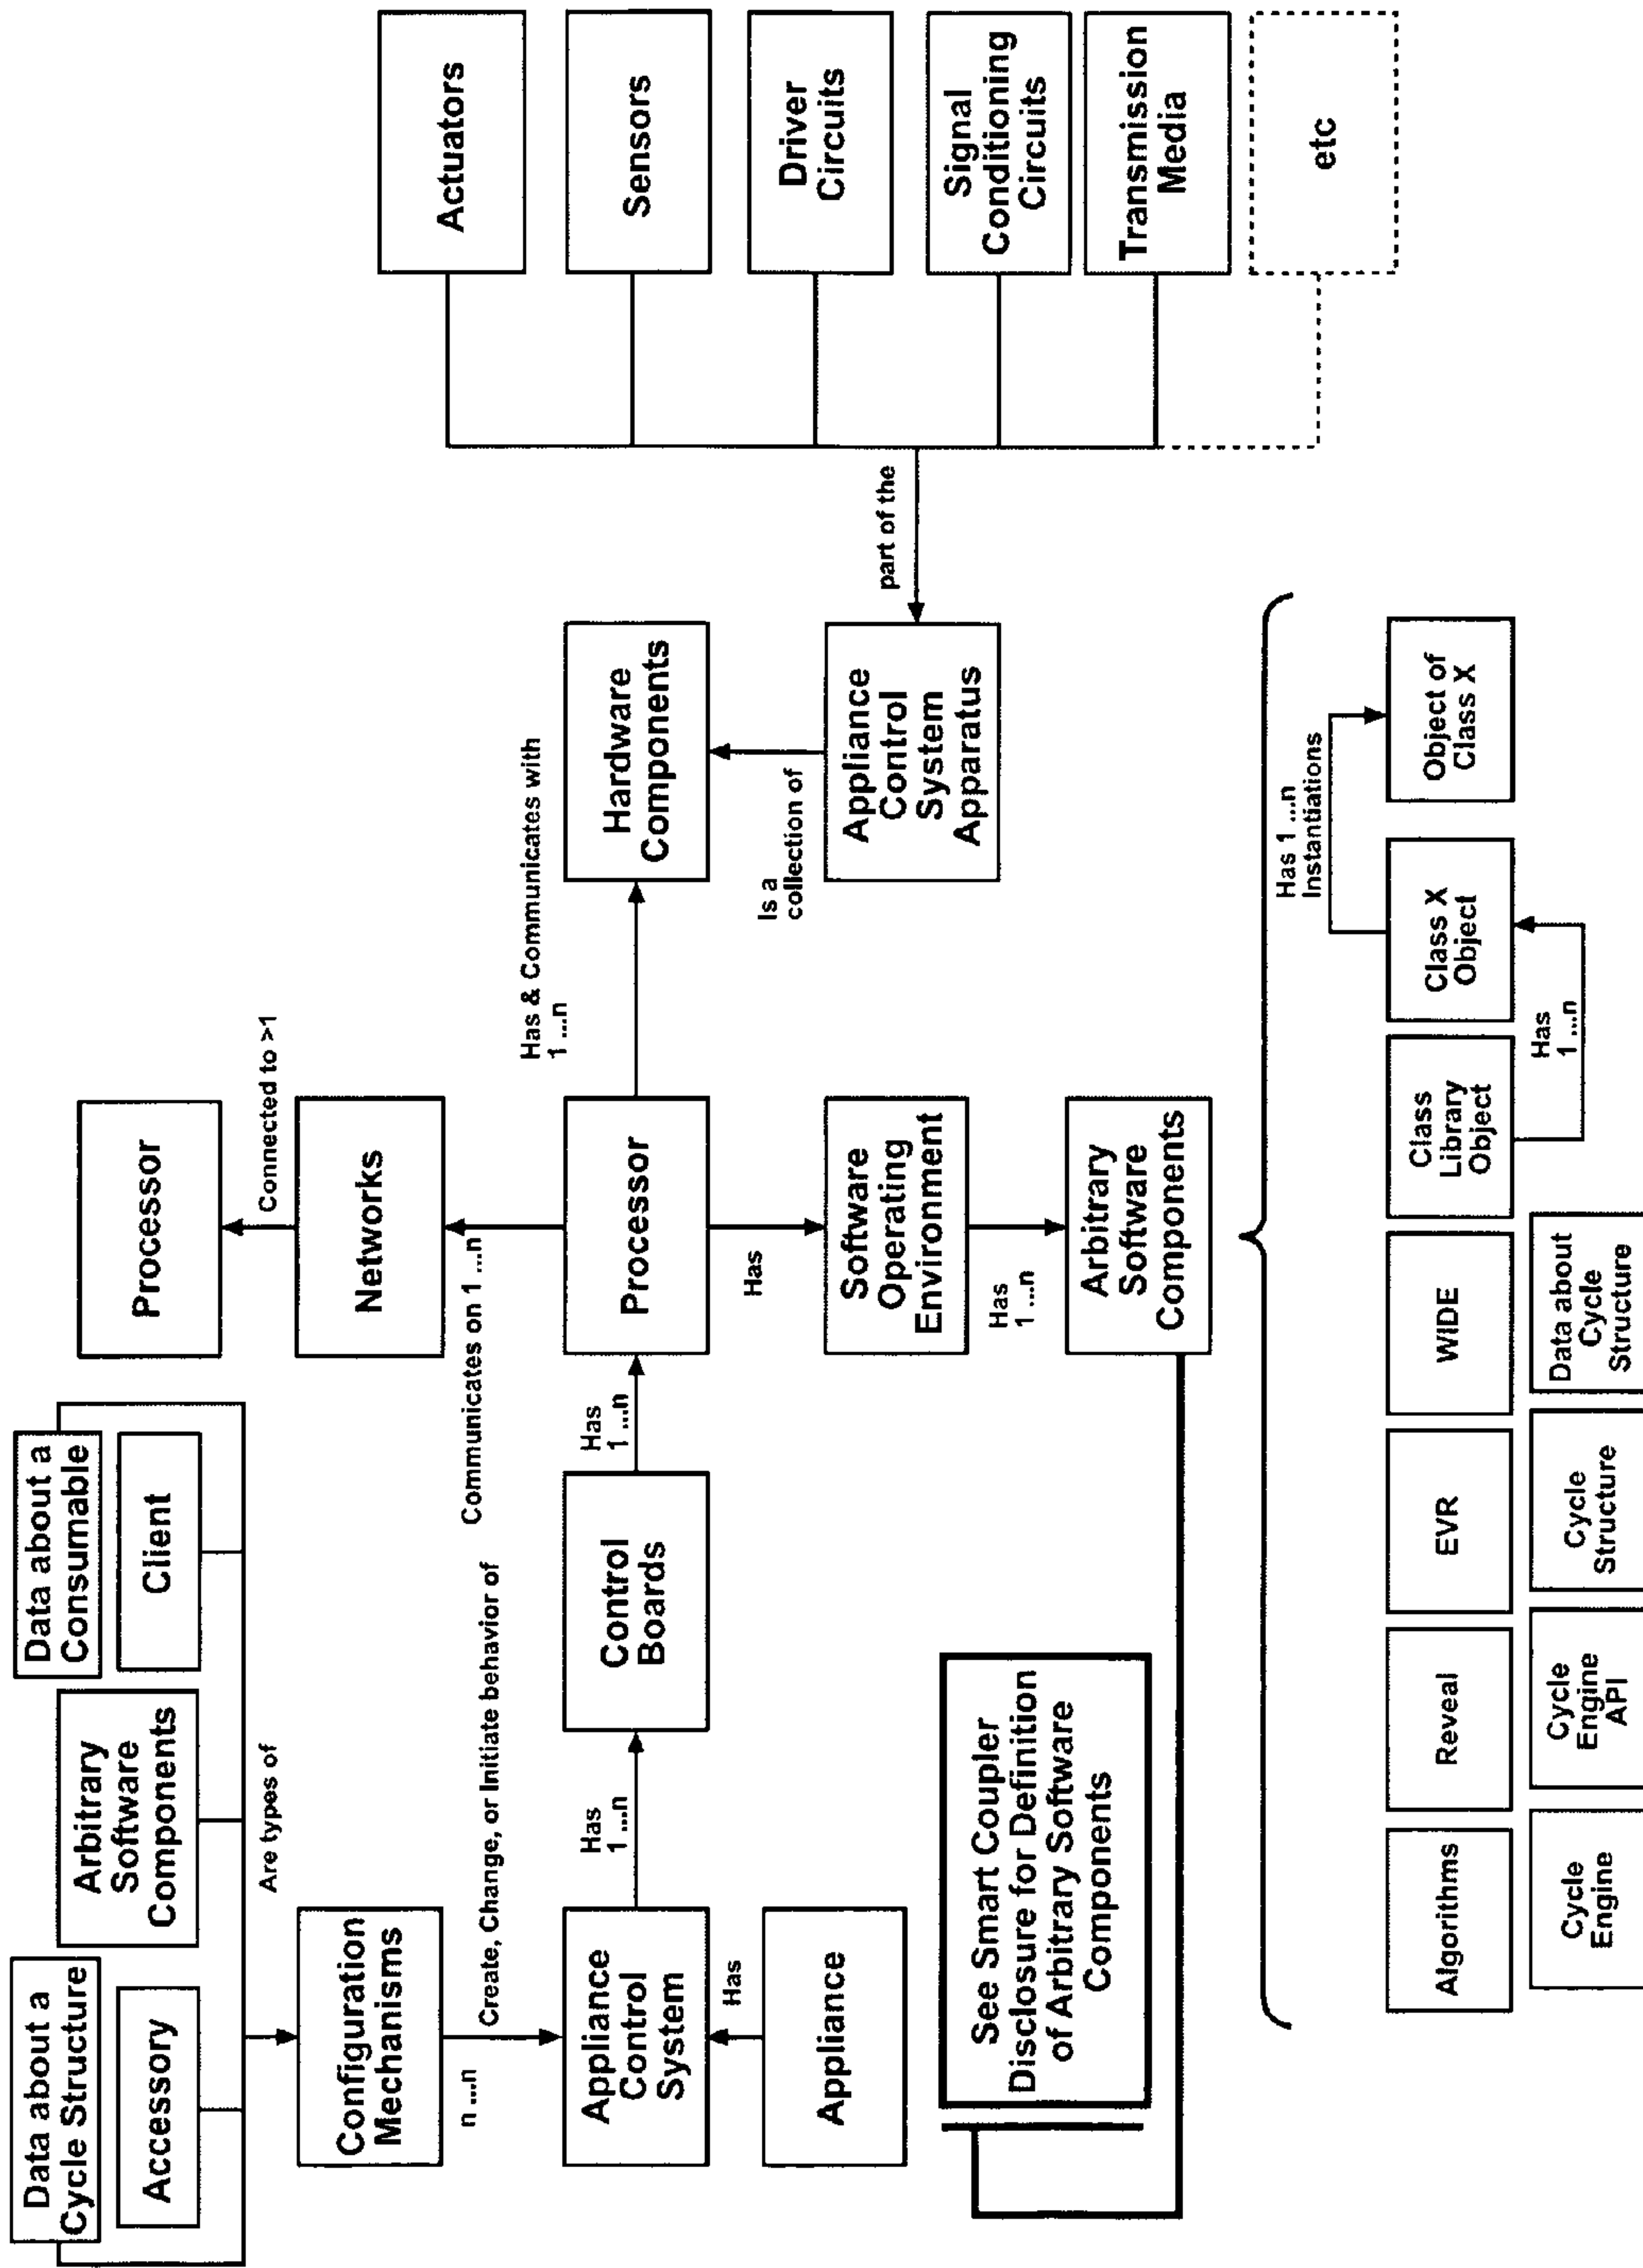 Data about a
Cycle Structure
Accessory
Arbitrary
Software
Components
Data about a
Consumable
Client
Are types of
Configuration
Mechanisms
n ...n
Create, Change, or Initiate behavior of
Appliance
Control
System
Has
Appliance
Has
1 ...n
Control
Boards
Has
1 ...n
Processor
Communicates on 1 ...n
Networks
Connected to >1
Processor
Has & Communicates with
1 ...n
Hardware
Components
Is a
collection of
Appliance
Control
System
Apparatus
part of the
Actuators
Sensors
Driver
Circuits
Signal
Conditioning
Circuits
Transmission
Media
etc
Has
Software
Operating
Environment
Has
1 ...n
Arbitrary
Software
Components
See Smart Coupler
Disclosure for Definition
of Arbitrary Software
Components
Algorithms
Reveal
EVR
WIDE
Class
Library
Object
Class X
Object
Object of
Class X
Has 1 ...n
Instantiations
Has
1 ...n
Cycle
Engine
Cycle
Engine
API
Cycle
Structure
Data about
Cycle
Structure